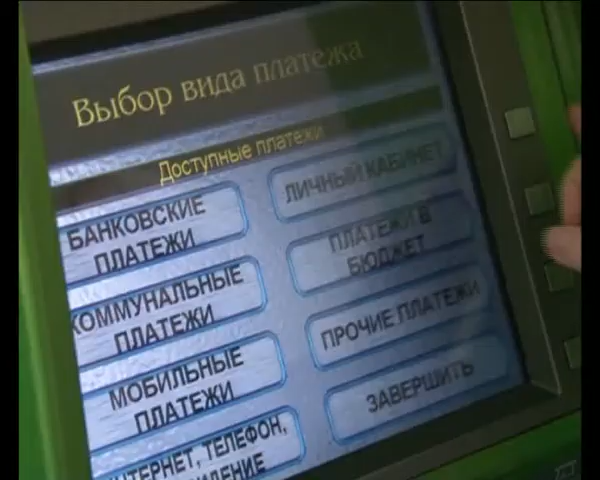 Выбор вида платежа
Доступные платежи
БАНКОВСКИЕ
ПЛАТЕЖИ
КОММУНАЛЬНЫЕ
ПЛАТЕЖИ
МОБИЛЬНЫЕ
ПЛАТЕЖИ
ТЕЛЕФОН,
ЛИЧНЫЙ КАБИНЕТ
ПЛАТЕЖИ В
БЮДЖЕТ
ПРОЧИЕ ПЛАТЕЖИ
ЗАВЕРШИТЬ